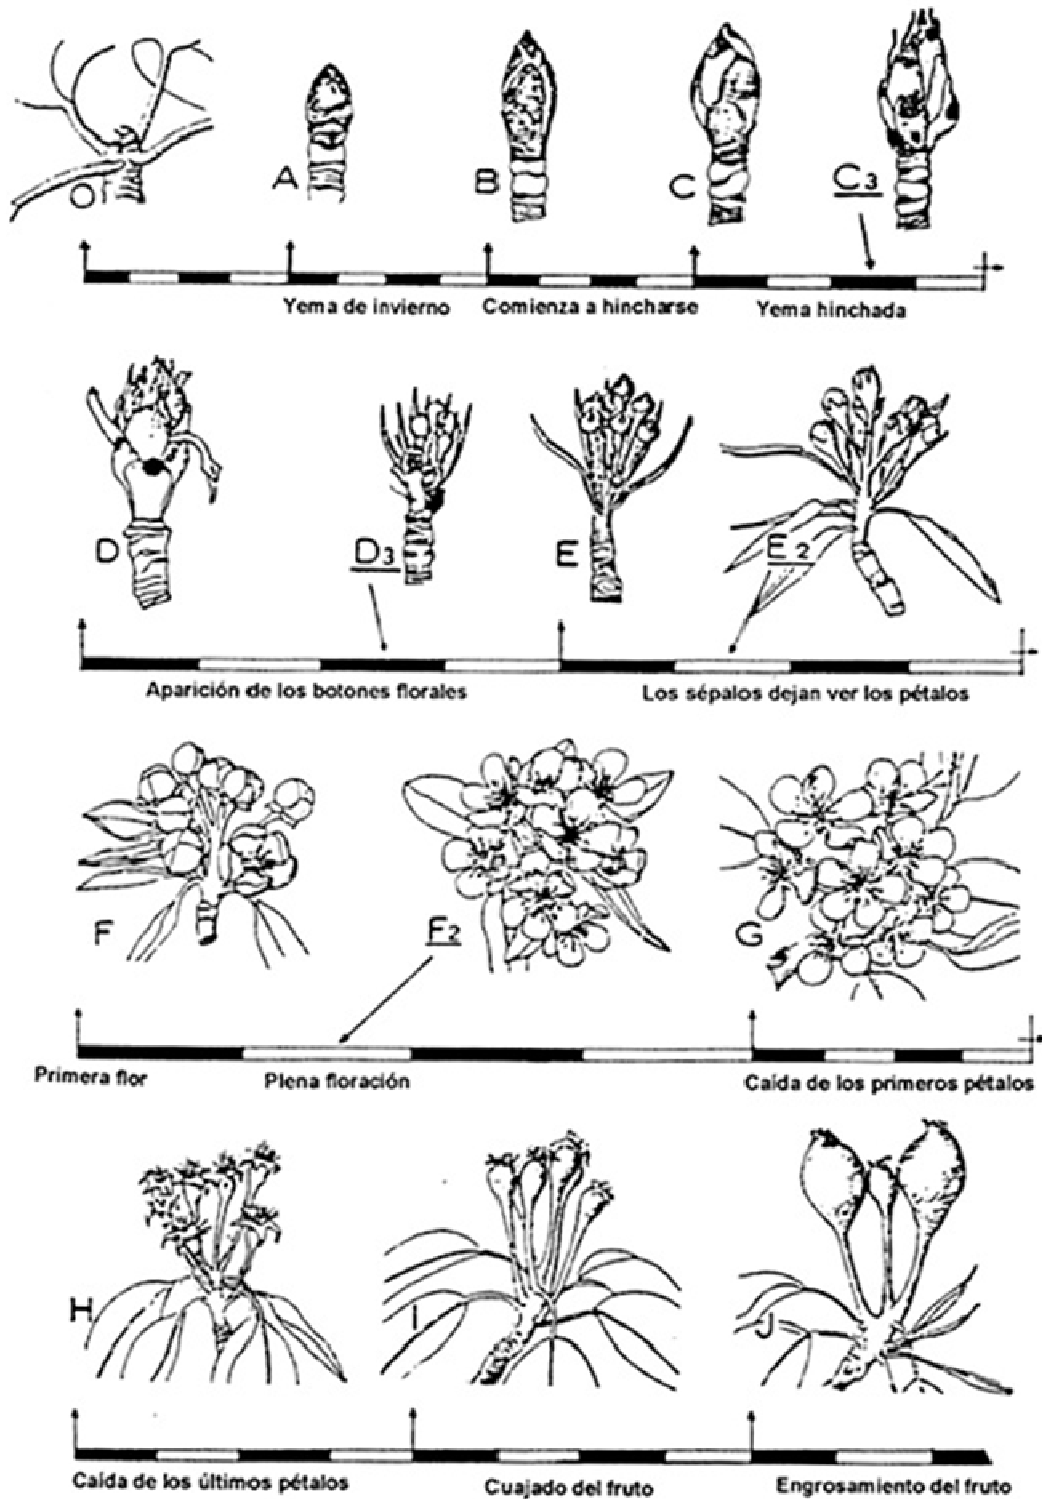 O A B C C3
Yema de invierno Comienza a hincharse Yema hinchada
D D3 E E2
Aparición de los botones florales Los sépalos dejan ver los pétalos
F F2 G
Primera flor Plena floración Caída de los primeros pétalos
H I J
Caída de los últimos pétalos Cuajado del fruto Engrosamiento del fruto